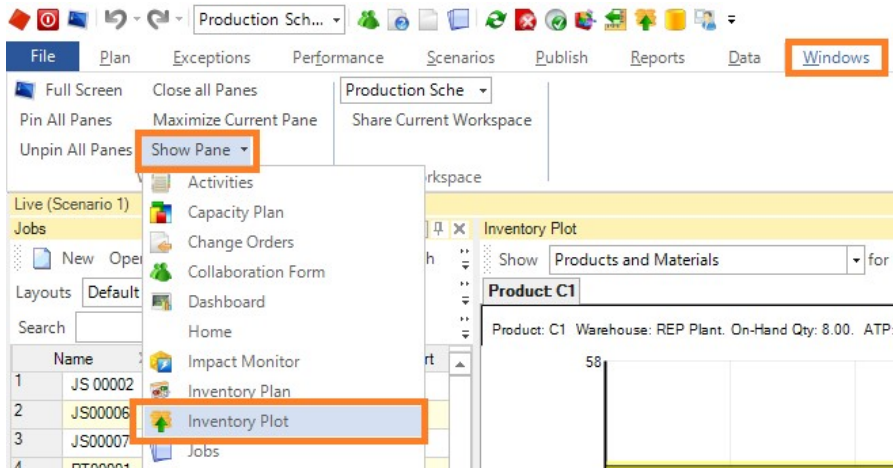 Production Sch...
File Plan Exceptions Performance Scenarios Publish Reports Data Windows
Full Screen Close all Panes Production Sche
Pin All Panes Maximize Current Pane Share Current Workspace
Unpin All Panes Show Pane
rkspace
Live (Scenario 1)
Jobs
New Oper
Layouts Default
Search
Name
1 JS 00002
2 JS00006
3 JS00007
4
Activities
Capacity Plan
Change Orders
Collaboration Form
Dashboard
Home
Impact Monitor
Inventory Plan
Inventory Plot
Jobs
h
rt
Inventory Plot
Show Products and Materials for
Product: C1
Product: C1 Warehouse: REP Plant. On-Hand Qty: 8.00. ATP:
58